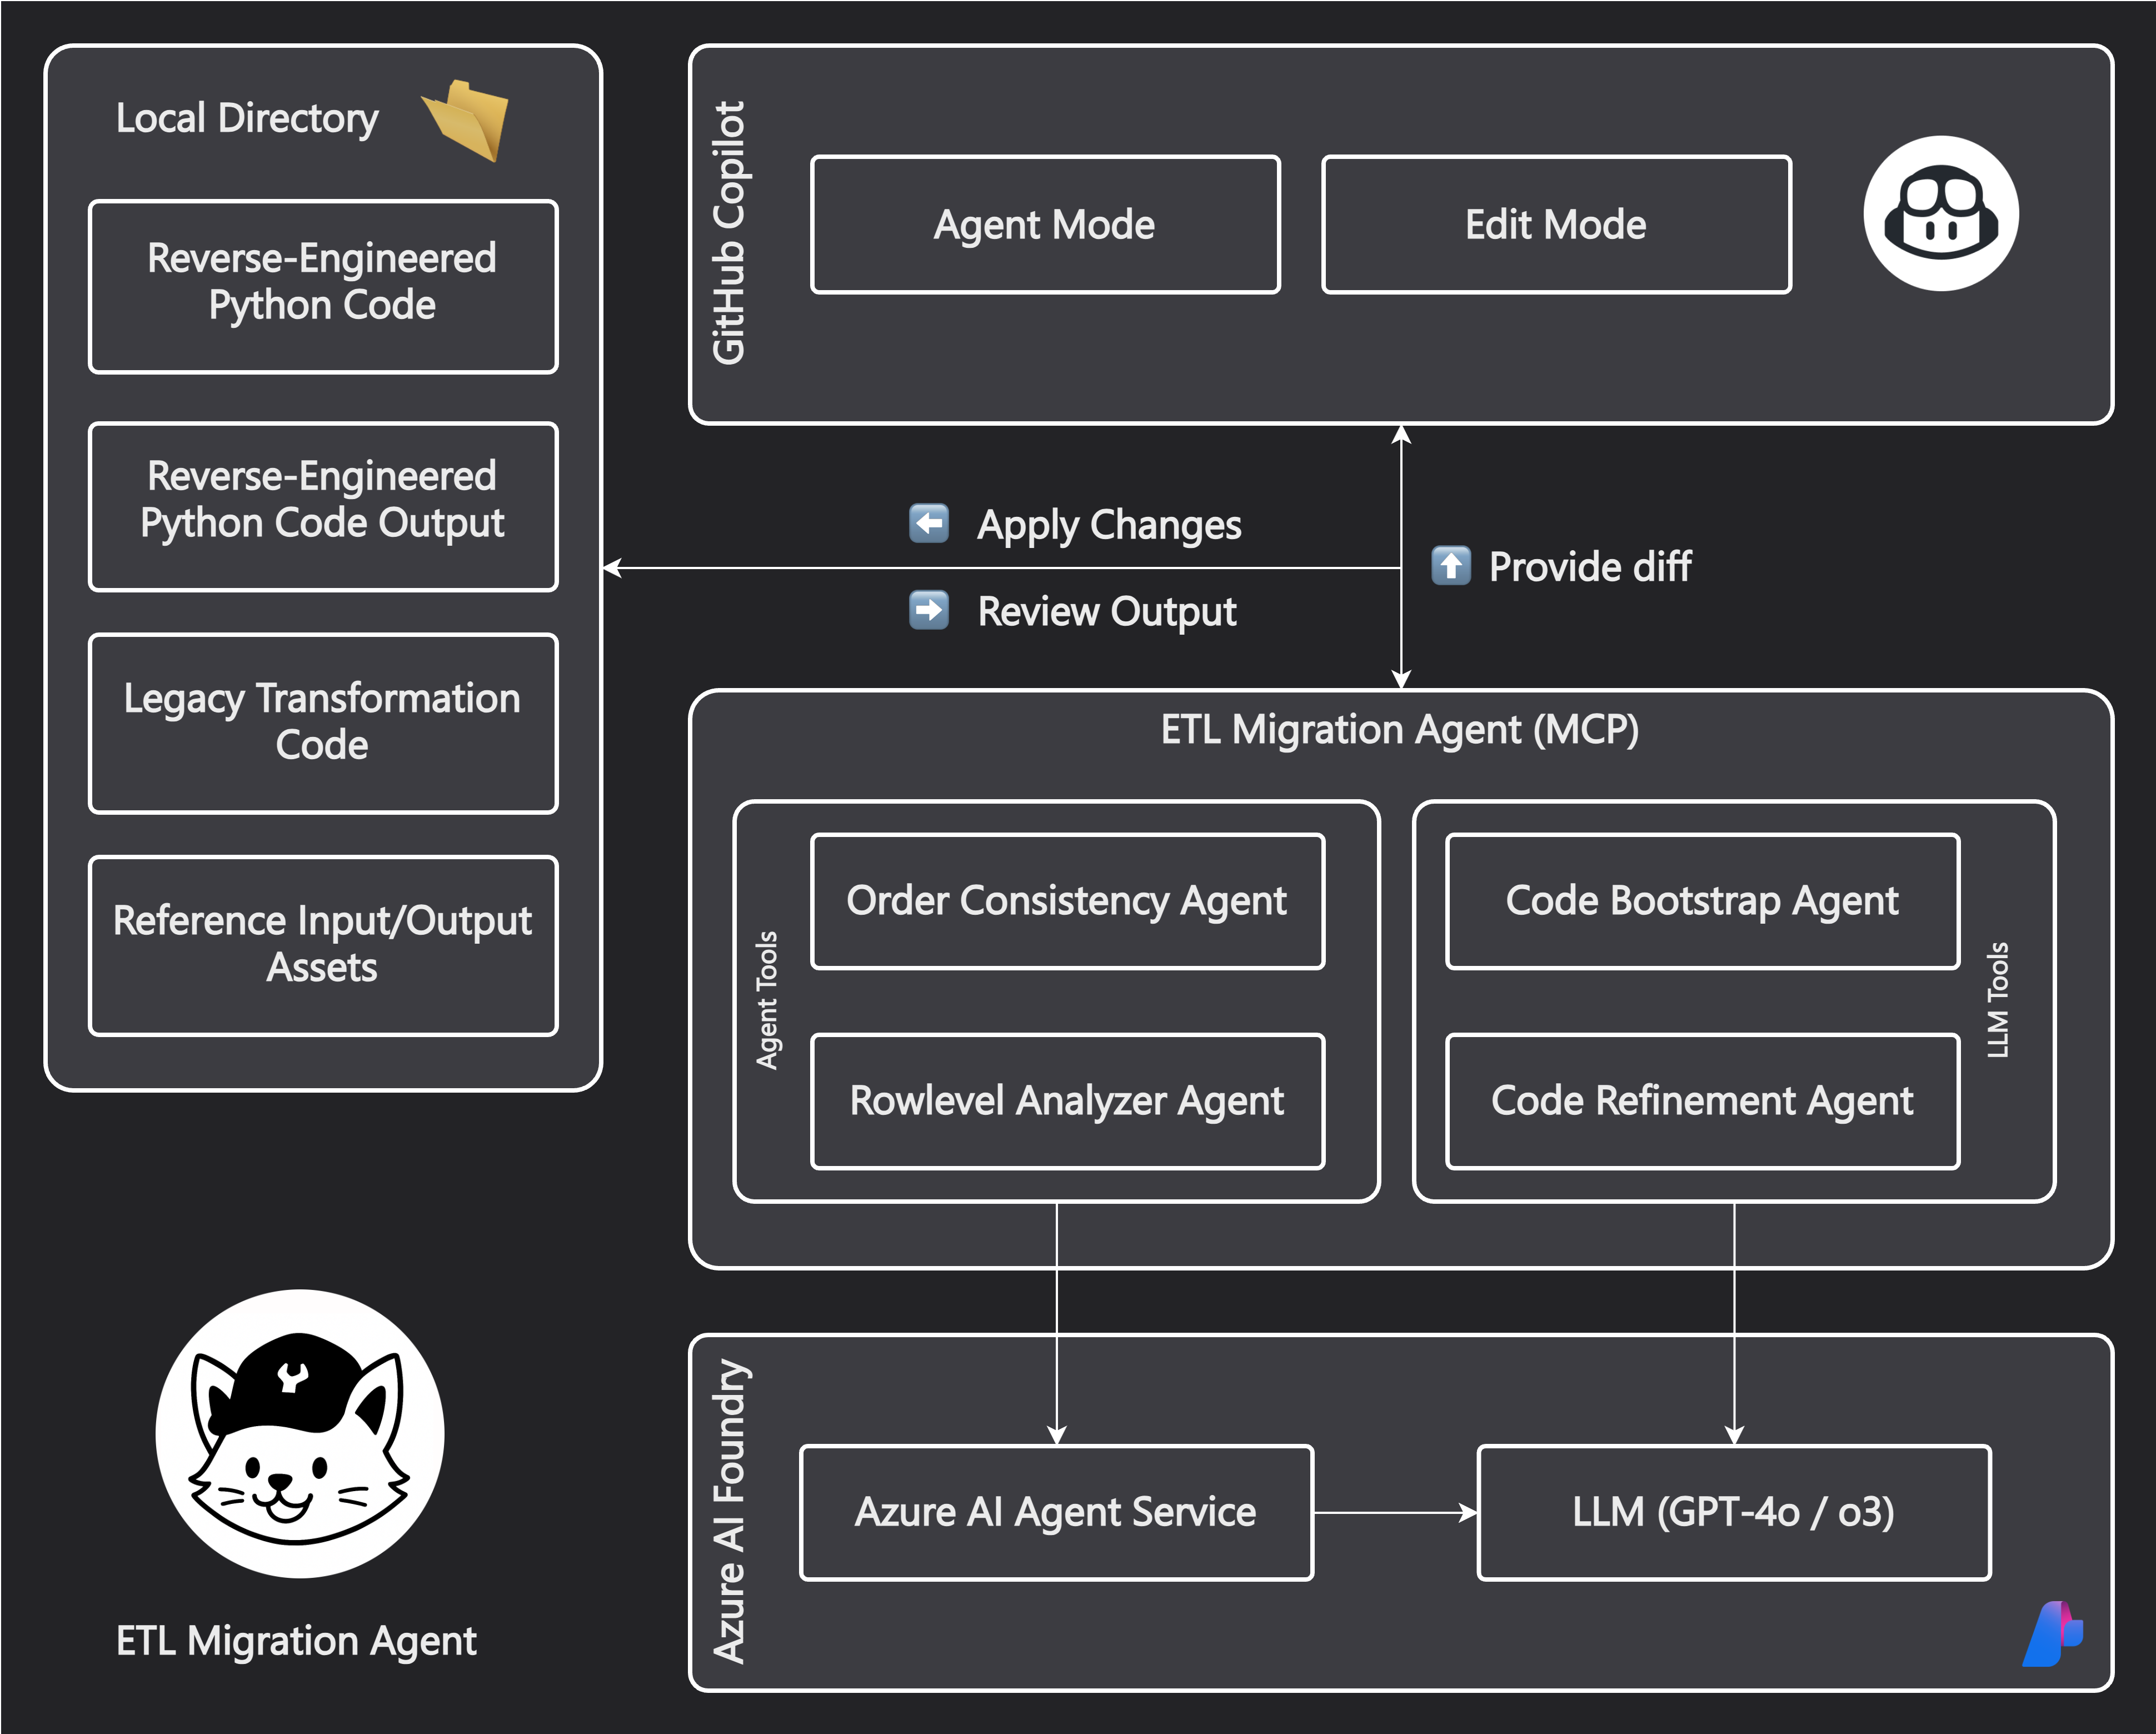 Local Directory
Reverse-Engineered
Python Code
Reverse-Engineered
Python Code Output
Legacy Transformation
Code
Reference Input/Output
Assets
GitHub Copilot
Agent Mode
Edit Mode
Apply Changes
Review Output
Provide diff
ETL Migration Agent (MCP)
Agent Tools
Order Consistency Agent
Rowlevel Analyzer Agent
Code Bootstrap Agent
Code Refinement Agent
LLM Tools
Azure AI Foundry
Azure AI Agent Service
LLM (GPT-4o / o3)
ETL Migration Agent